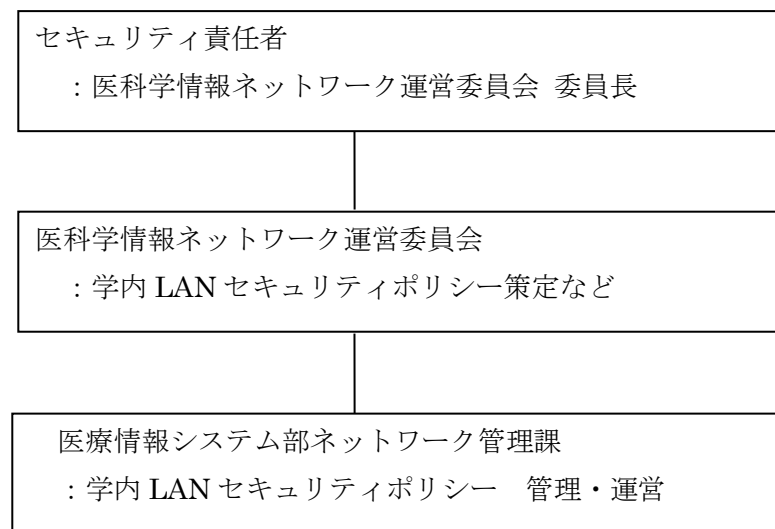 セキュリティ責任者
：医科学情報ネットワーク運営委員会 委員長
医科学情報ネットワーク運営委員会
：学内 LAN セキュリティポリシー策定など
医療情報システム部ネットワーク管理課
：学内 LAN セキュリティポリシー　管理・運営